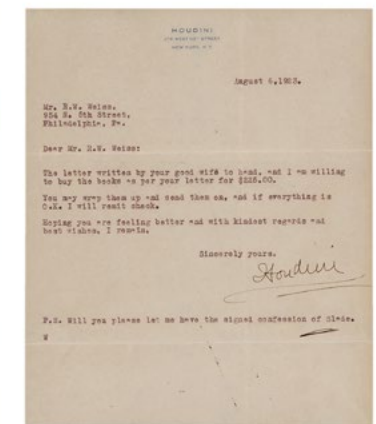 HOUDINI
NEW YORK, N.Y.
August 6, 1923.
Mr. R.W. Weiss.
954 N. 8th Street,
Philadelphia, Pa.
Dear Mr. R.W. Weiss:
The letter written by your good wife to hand, and I am willing
to buy the books as per your letter for $225.00.
You may wrap them up and send them on, and if everything is
O.K. I will remit check.
Hoping you are feeling better and with kindest regards and
best wishes, I remain,
Sincerely yours.
Houdini
P.S. Will you please let me have the signed confession of Slade.
W